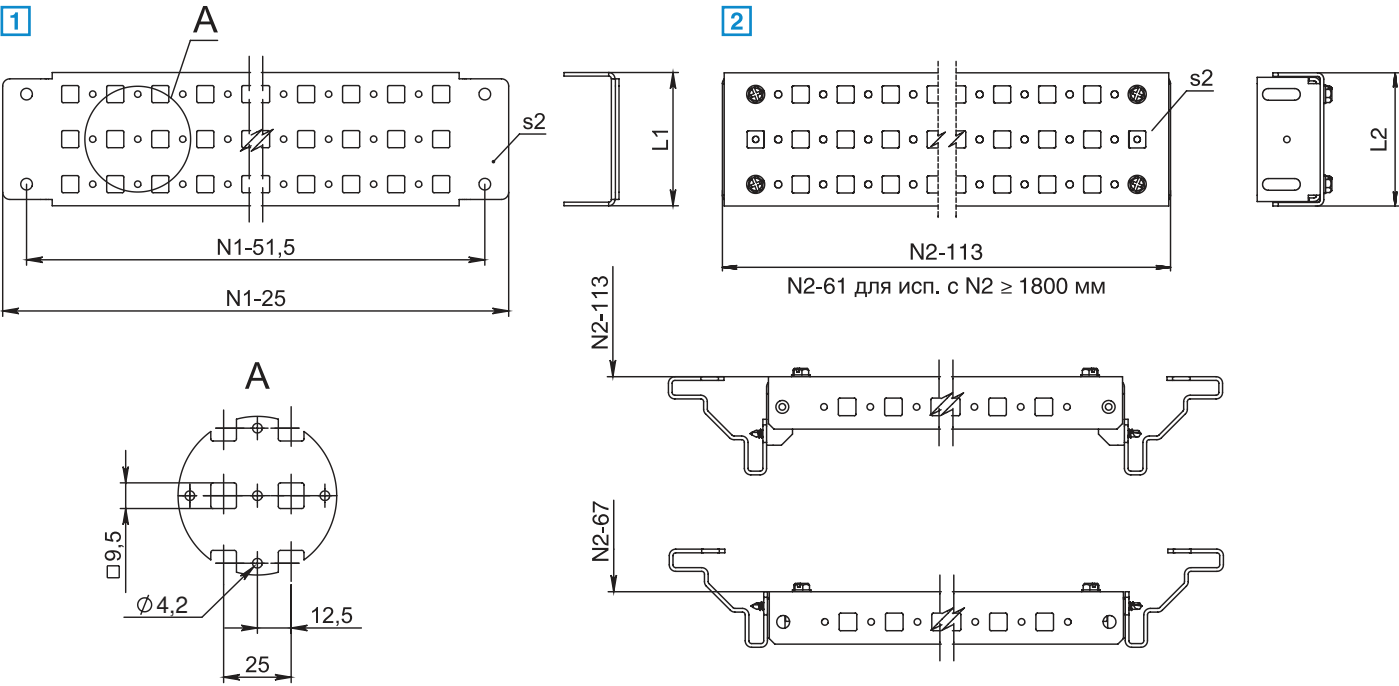 1
A
s2
L1
N1-51,5
N1-25
2
s2
L2
N2-113
N2-61 для исп. с N2 ≥ 1800 мм
A
□9,5
⌀4,2
12,5
25
N2-113
N2-67